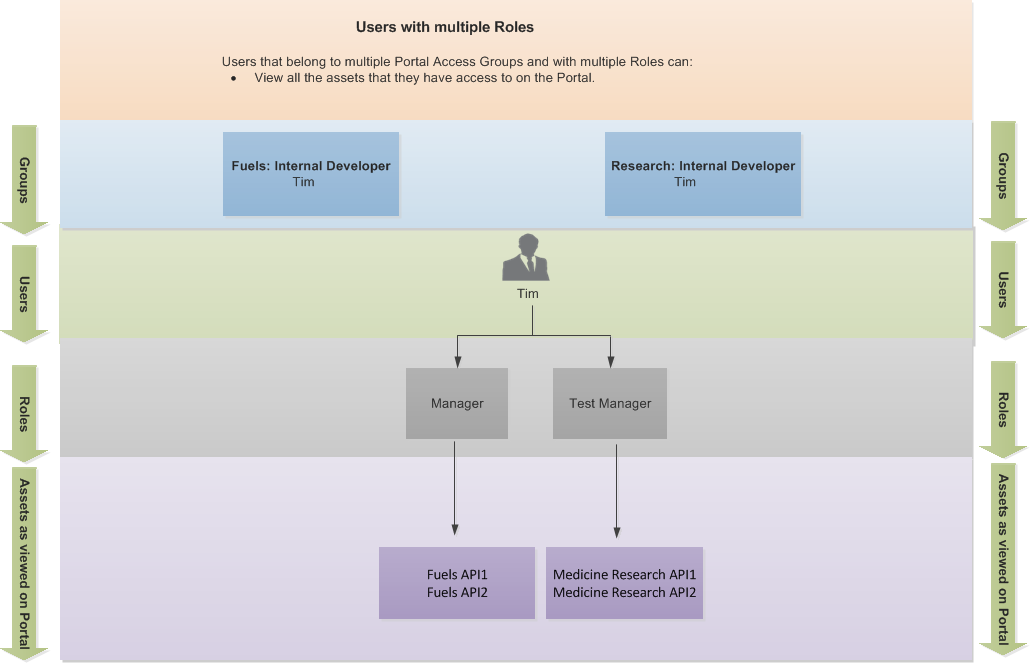 Users with multiple Roles
Users that belong to multiple Portal Access Groups and with multiple Roles can:
• View all the assets that they have access to on the Portal.
Groups
Fuels: Internal Developer
Tim
Research: Internal Developer
Tim
Groups
Users
Tim
Users
Roles
Manager
Test Manager
Roles
Assets as viewed on Portal
Fuels API1
Fuels API2
Medicine Research API1
Medicine Research API2
Assets as viewed on Portal